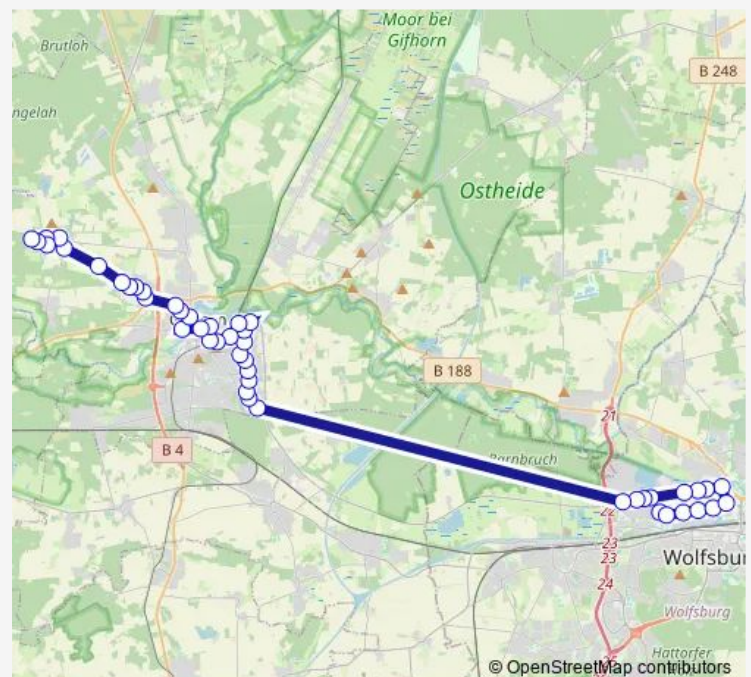 Moor bei
Gifhorn
Brutloh
B 248
ngelah
Ostheide
B 188
21
B 4
Barnbruch
22
23
23
Wolfsbur
24
Wolfsburg
Hattorfer
© OpenStreetMap contributors